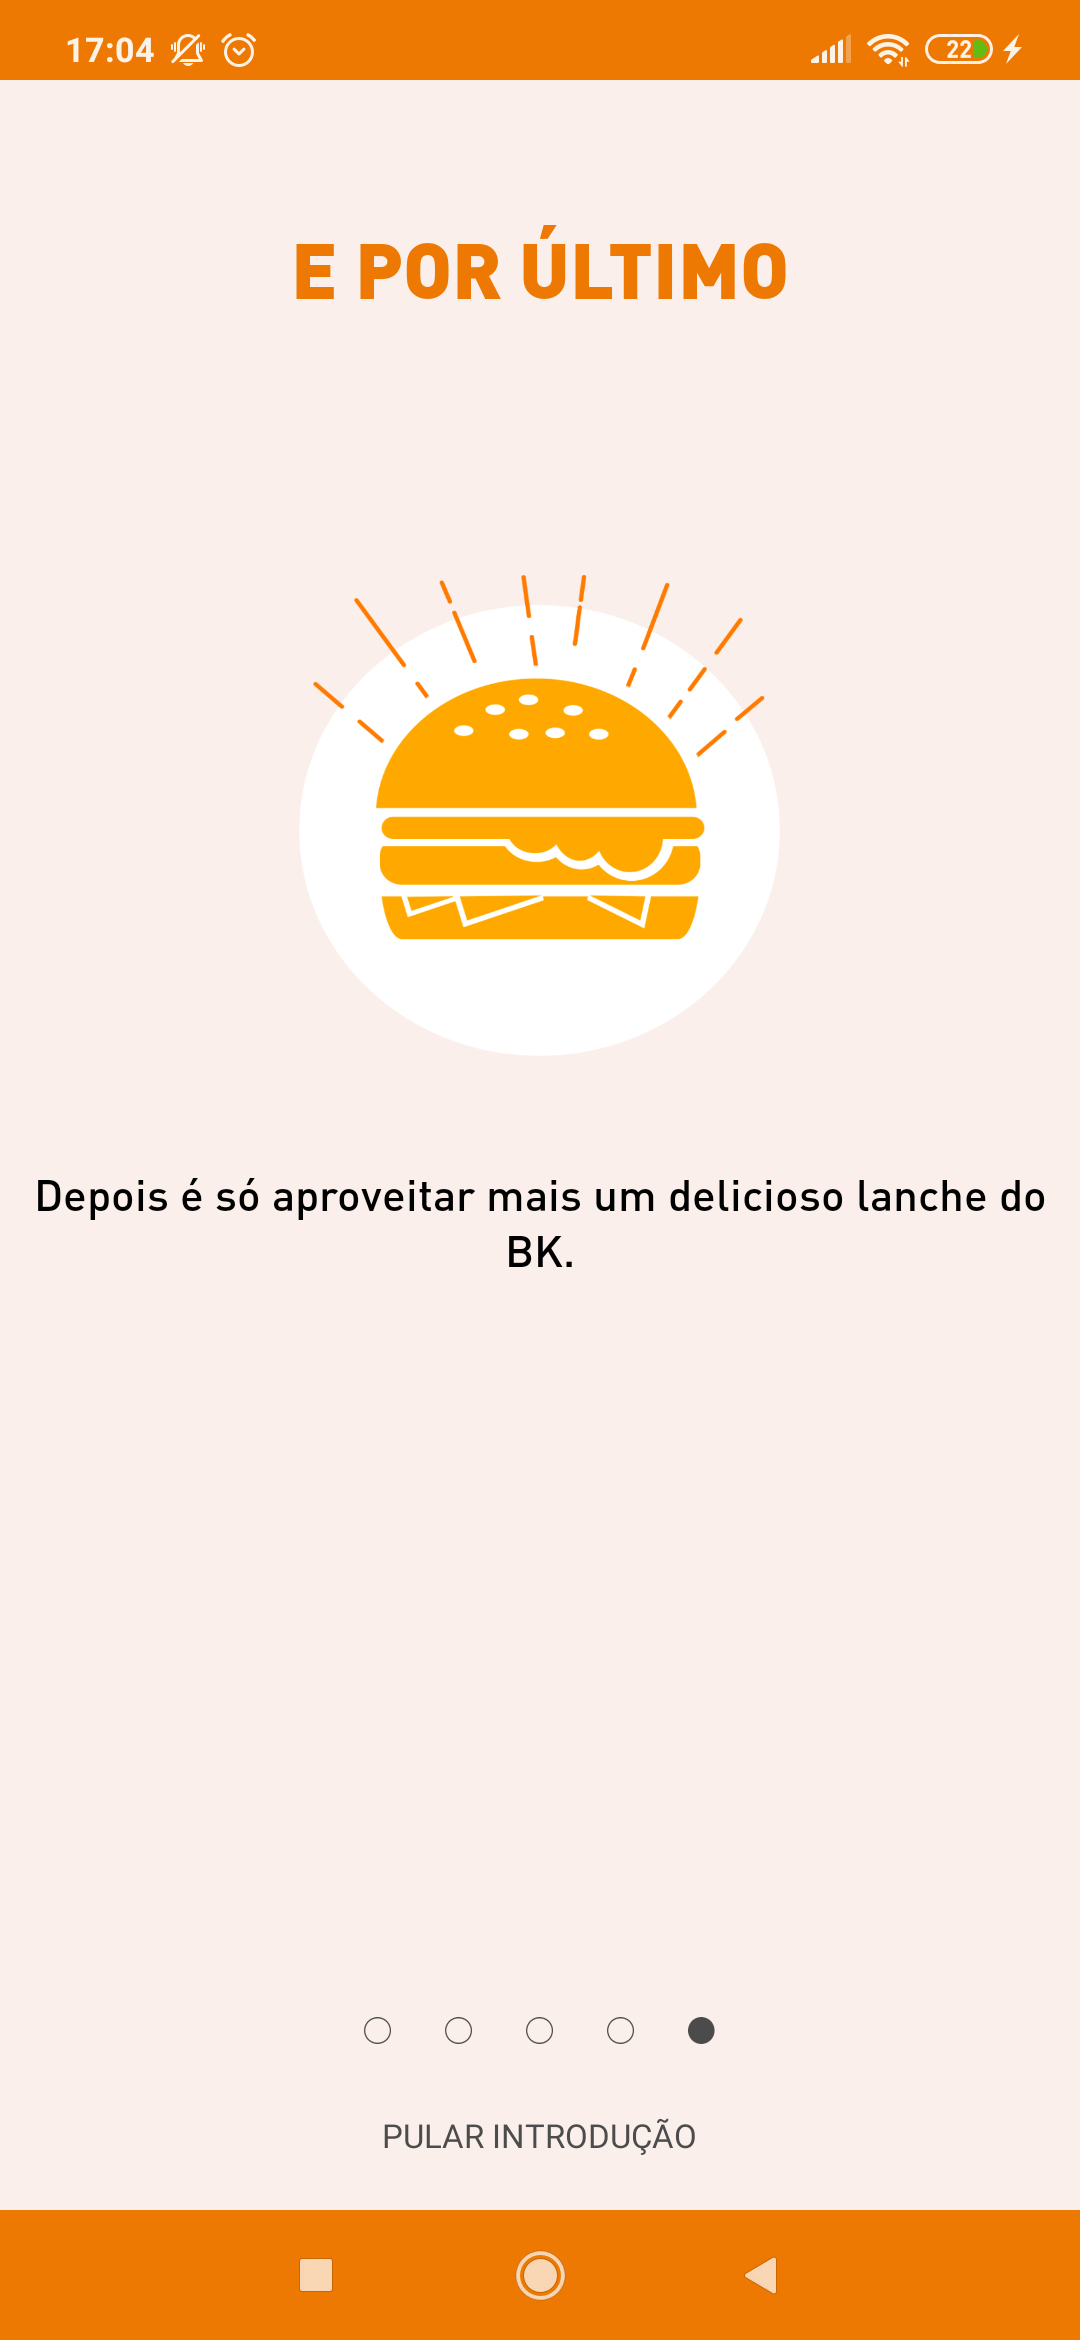 17:04
22
E POR ÚLTIMO
Depois é só aproveitar mais um delicioso lanche do
BK.
PULAR INTRODUÇÃO